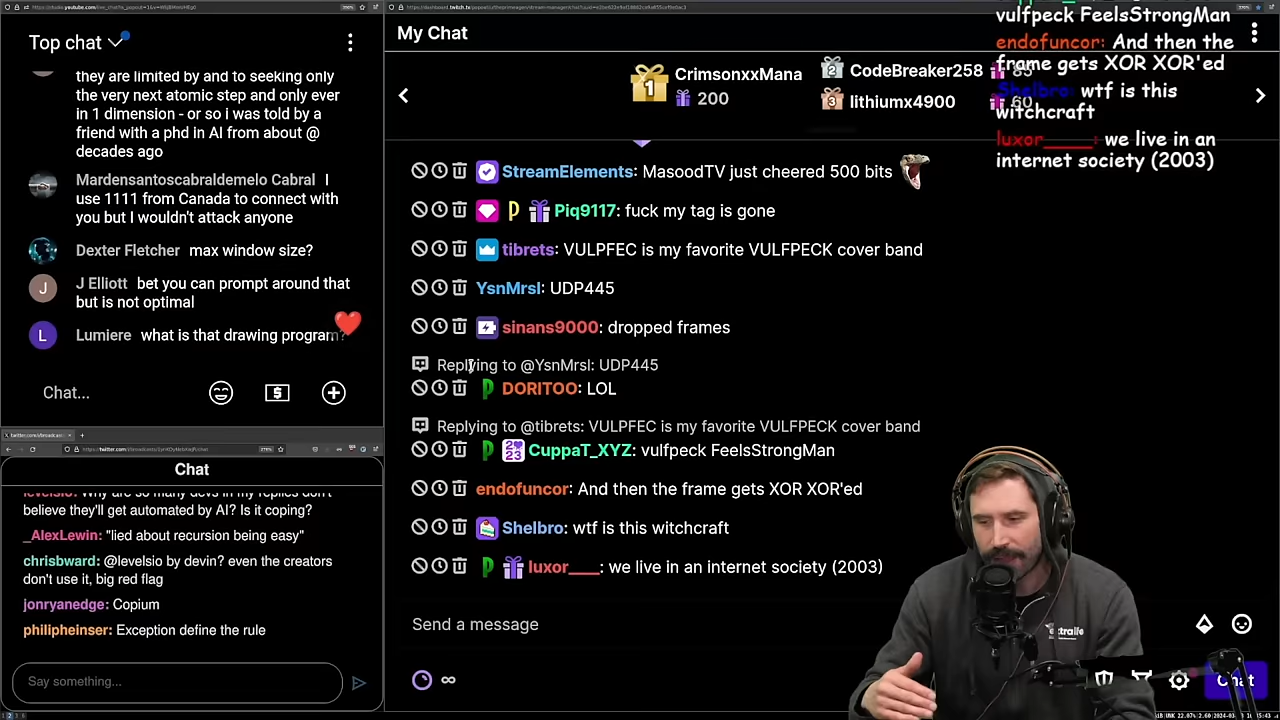 Top chat
they are limited by and to seeking only
the very next atomic step and only ever
in 1 dimension - or so i was told by a
friend with a phd in AI from about @
decades ago
Mardensantoscabraldemelo Cabral I
use 1111 from Canada to connect with
you but I wouldn't attack anyone
Dexter Fletcher max window size?
J
J Elliott bet you can prompt around that
but is not optimal
L
Lumiere what is that drawing program?
Chat...
Chat
levelsio: Why are so many devs in my replies don't
believe they'll get automated by AI? Is it coping?
_AlexLewin: "lied about recursion being easy"
chrisbward: @levelsio by devin? even the creators
don't use it, big red flag
jonryanedge: Copium
philipheinser: Exception define the rule
Say something...
My Chat
1
CrimsonxxMana
200
2
CodeBreaker258
85
3
lithiumx4900
60
StreamElements: MasoodTV just cheered 500 bits
Piq9117: fuck my tag is gone
tibrets: VULPFEC is my favorite VULFPECK cover band
YsnMrsl: UDP445
sinans9000: dropped frames
Replying to @YsnMrsl: UDP445
DORITOO: LOL
Replying to @tibrets: VULPFEC is my favorite VULFPECK cover band
CuppaT_XYZ: vulfpeck FeelsStrongMan
endofuncor: And then the frame gets XOR XOR'ed
Shelbro: wtf is this witchcraft
luxor____: we live in an internet society (2003)
Send a message
∞
Chat
vulfpeck FeelsStrongMan
endofuncor: And then the
frame gets XOR XOR'ed
Shelbro: wtf is this
witchcraft
luxor____: we live in an
internet society (2003)